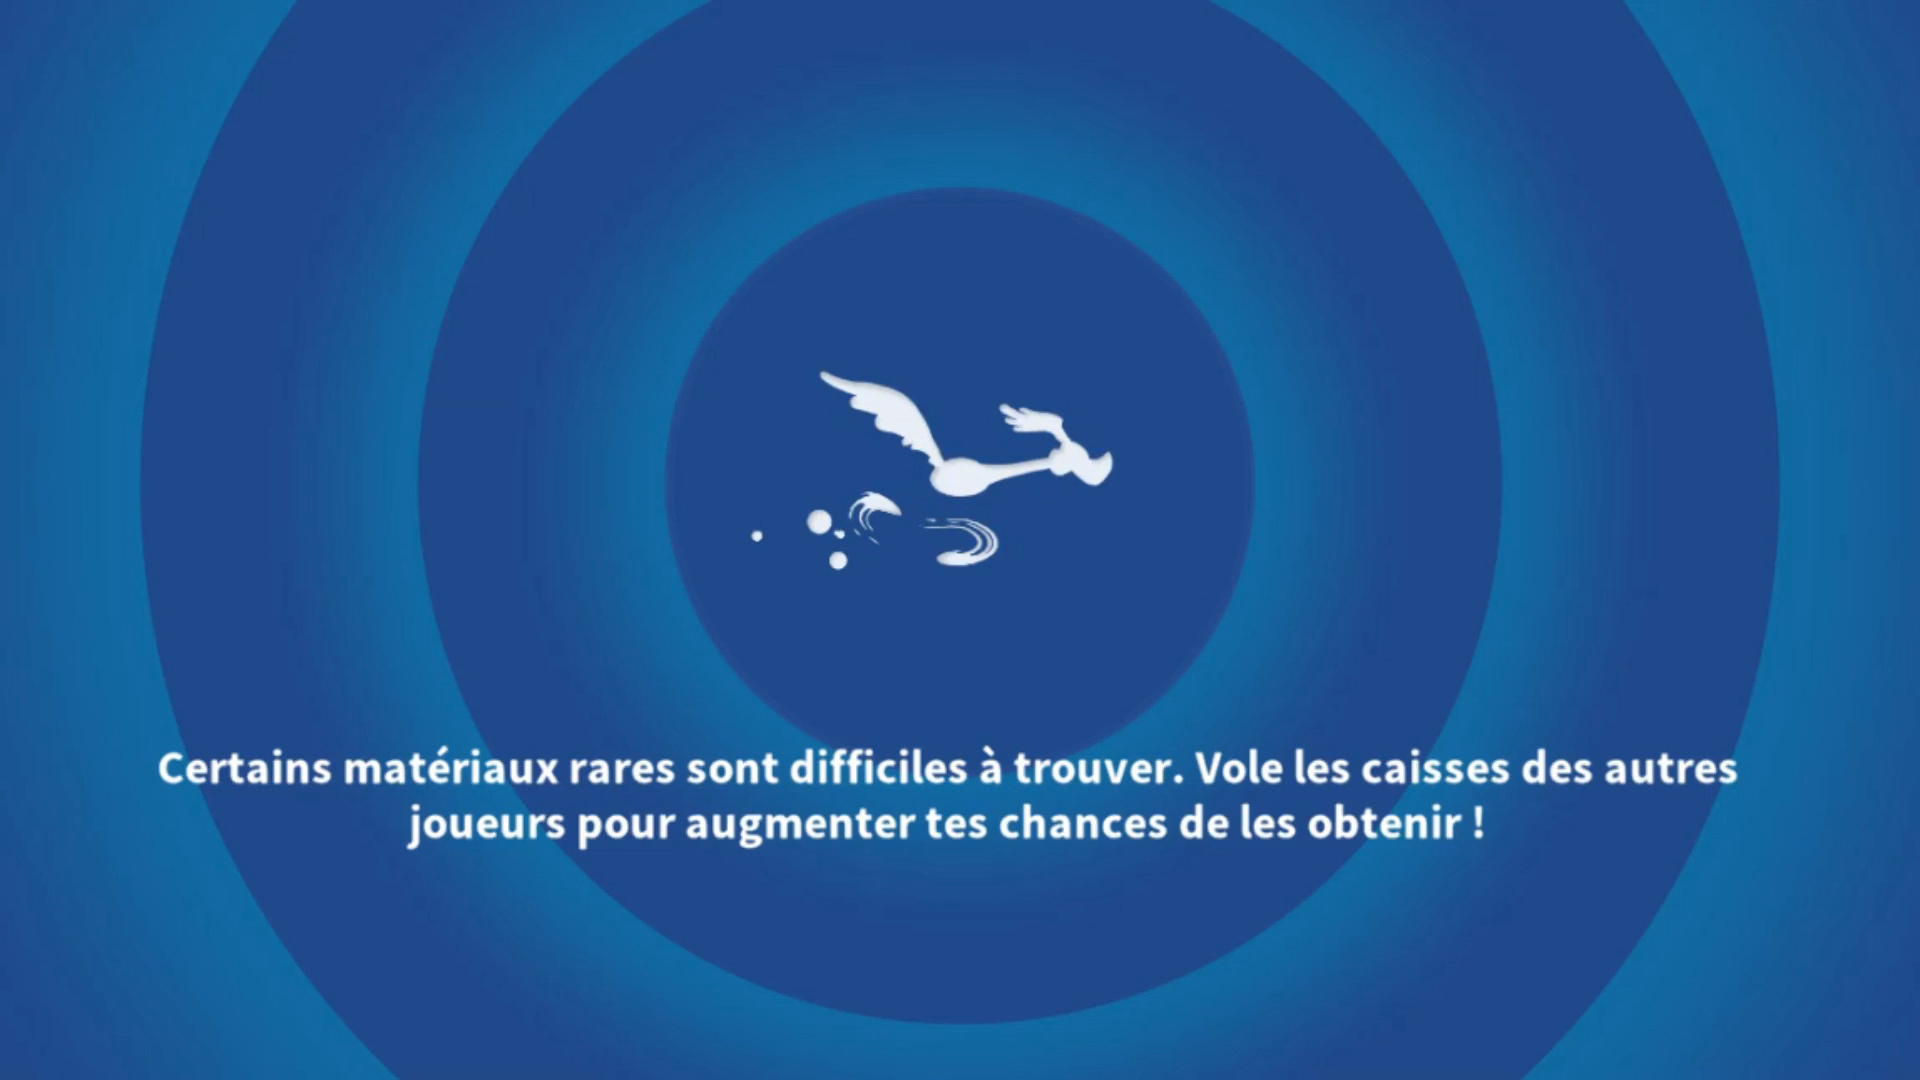 Certains matériaux rares sont difficiles à trouver. Vole les caisses des autres
joueurs pour augmenter tes chances de les obtenir !